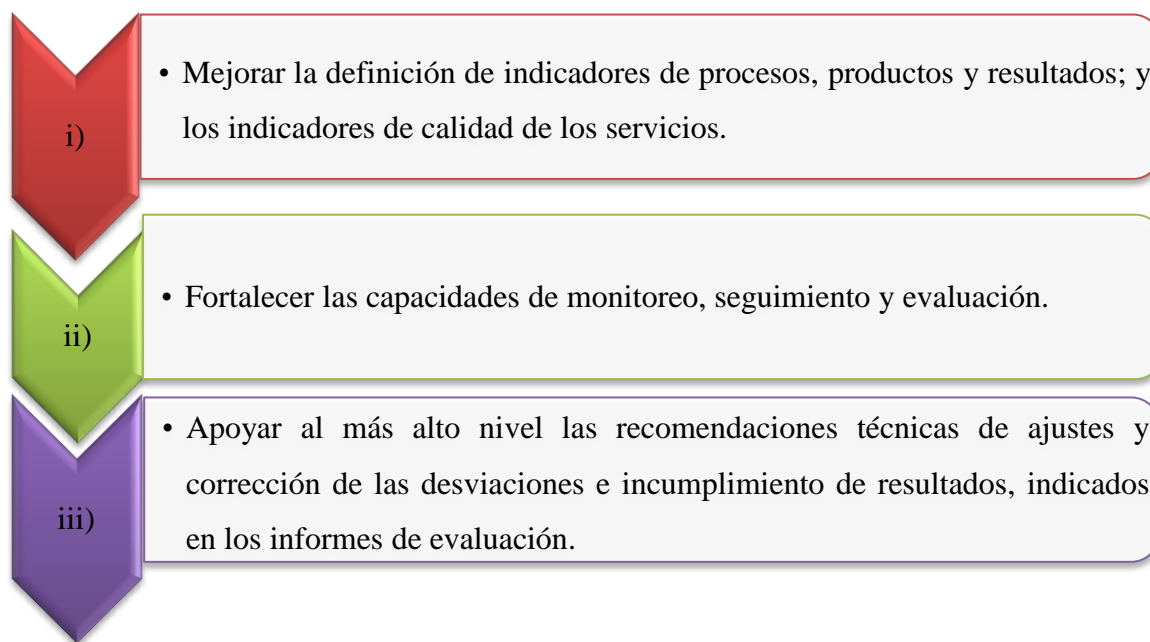 i)
• Mejorar la definición de indicadores de procesos, productos y resultados; y
los indicadores de calidad de los servicios.
ii)
• Fortalecer las capacidades de monitoreo, seguimiento y evaluación.
iii)
• Apoyar al más alto nivel las recomendaciones técnicas de ajustes y
corrección de las desviaciones e incumplimiento de resultados, indicados
en los informes de evaluación.